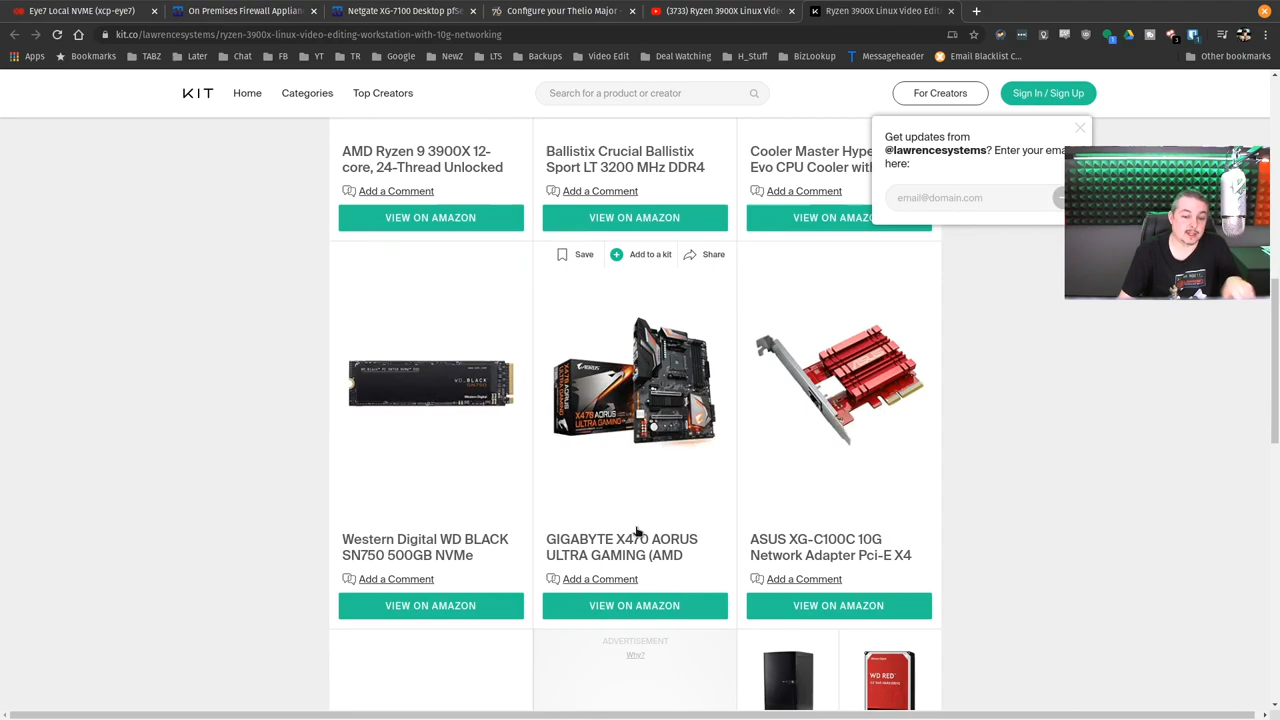 Eye7 Local NVME (xcp-eye7)
On Premises Firewall Applian
Netgate XG-7100 Desktop pfSe
Configure your Thelio Major -
(3733) Ryzen 3900X Linux Vide
Ryzen 3900X Linux Video Edit
kit.co/lawrencesystems/ryzen-3900x-linux-video-editing-workstation-with-10g-networking
Apps
Bookmarks
TABZ
Later
Chat
FB
YT
TR
Google
NewZ
LTS
Backups
Video Edit
Deal Watching
H_Stuff
BizLookup
Messageheader
Email Blacklist C...
Other bookmarks
KIT
Home
Categories
Top Creators
Search for a product or creator
For Creators
Sign In / Sign Up
Get updates from
@lawrencesystems? Enter your ema
here:
email@domain.com
AMD Ryzen 9 3900X 12-
core, 24-Thread Unlocked
Add a Comment
VIEW ON AMAZON
Ballistix Crucial Ballistix
Sport LT 3200 MHz DDR4
Add a Comment
VIEW ON AMAZON
Cooler Master Hype
Evo CPU Cooler with
Add a Comment
VIEW ON AMAZON
Save
Add to a kit
Share
WD_BLACK
X470 AORUS
ULTRA GAMING
Western Digital WD BLACK
SN750 500GB NVMe
Add a Comment
VIEW ON AMAZON
GIGABYTE X470 AORUS
ULTRA GAMING (AMD
Add a Comment
VIEW ON AMAZON
ASUS XG-C100C 10G
Network Adapter Pci-E X4
Add a Comment
VIEW ON AMAZON
ADVERTISEMENT
Why?
WD RED